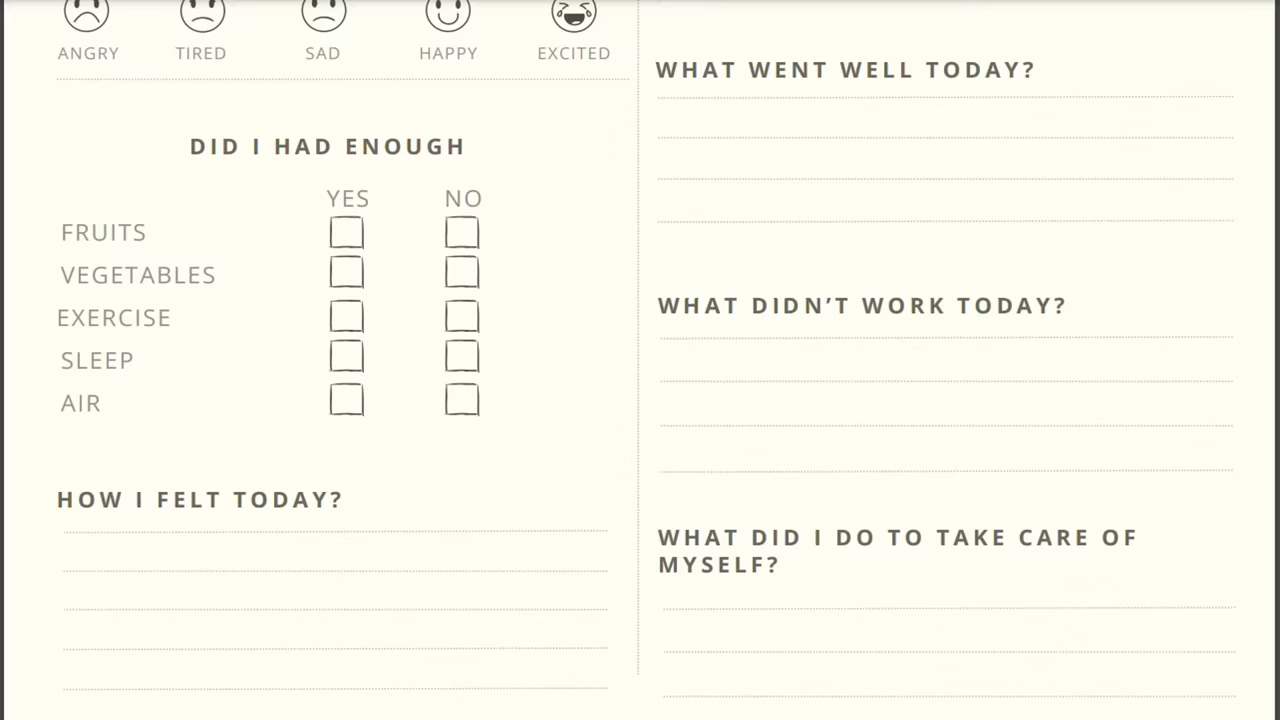 ANGRY TIRED SAD HAPPY EXCITED
DID I HAD ENOUGH
YES NO
FRUITS
VEGETABLES
EXERCISE
SLEEP
AIR
HOW I FELT TODAY?
WHAT WENT WELL TODAY?
WHAT DIDN’T WORK TODAY?
WHAT DID I DO TO TAKE CARE OF
MYSELF?